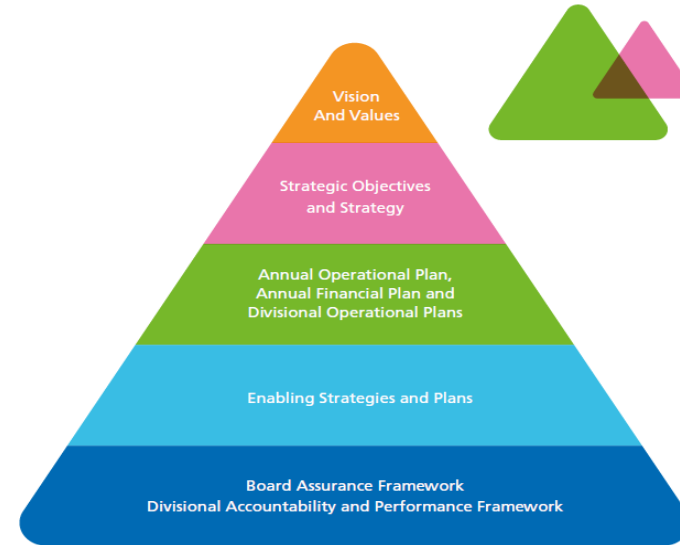 Vision
And Values
Strategic Objectives
and Strategy
Annual Operational Plan,
Annual Financial Plan and
Divisional Operational Plans
Enabling Strategies and Plans
Board Assurance Framework
Divisional Accountability and Performance Framework